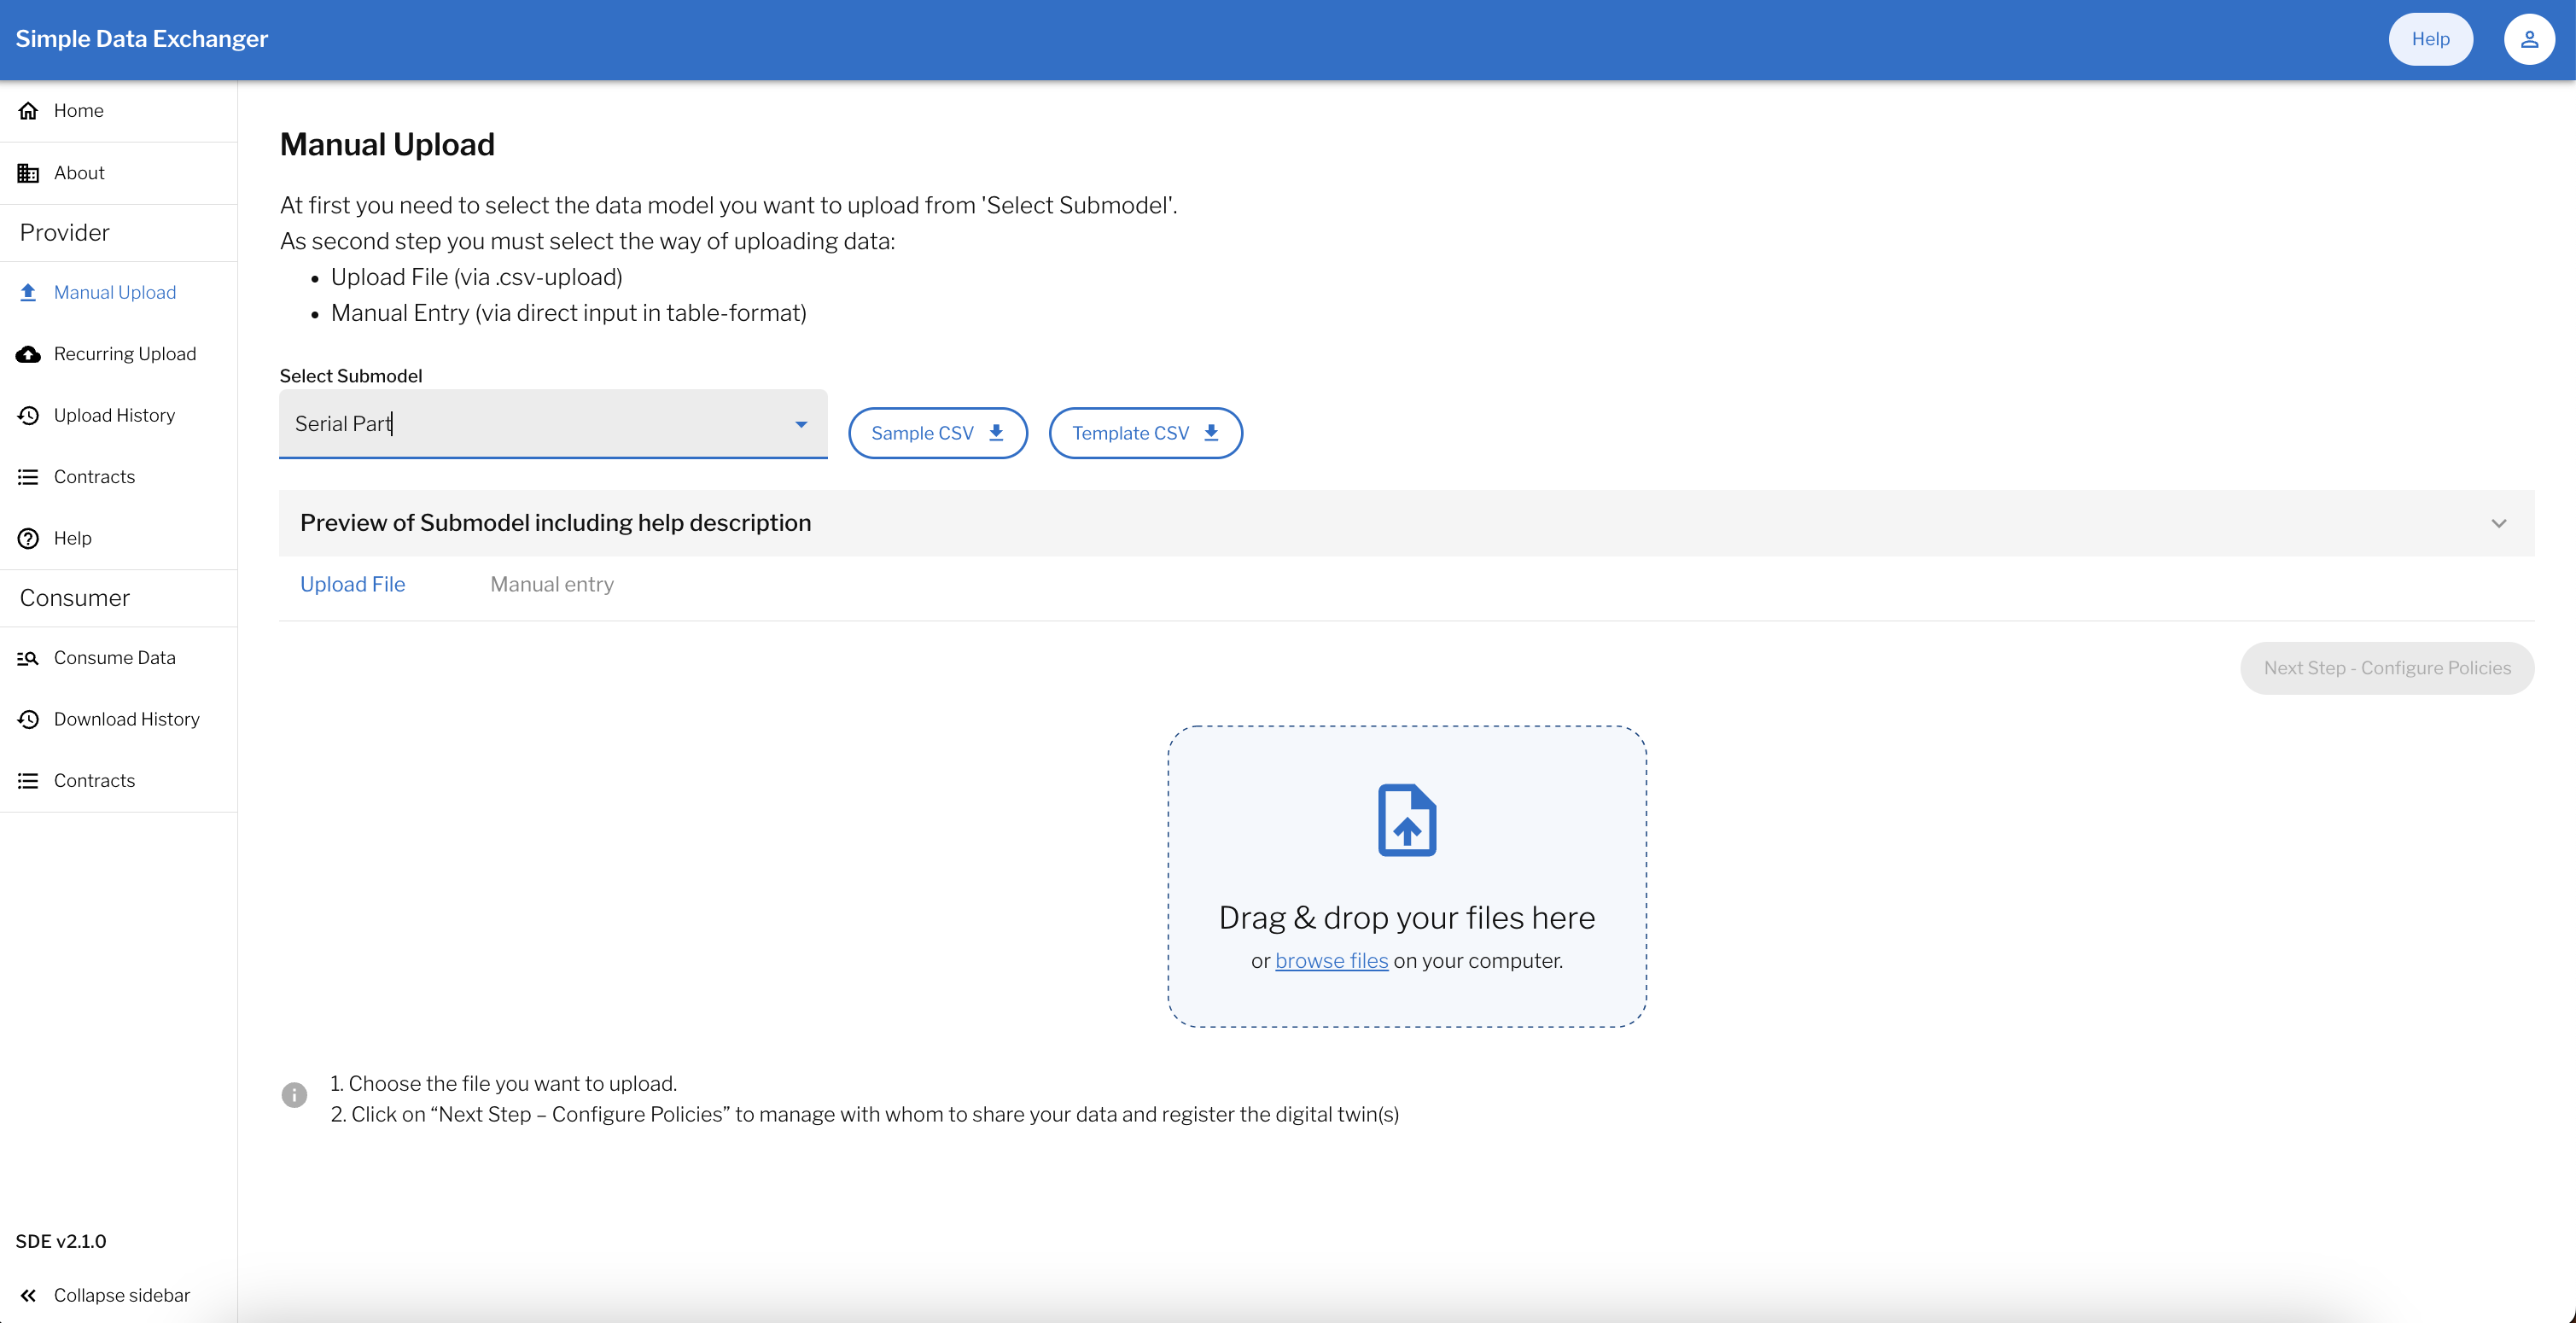 Simple Data Exchanger
Help
Home
About
Provider
Manual Upload
Recurring Upload
Upload History
Contracts
Help
Consumer
Consume Data
Download History
Contracts
SDE v2.1.0
Collapse sidebar
Manual Upload
At first you need to select the data model you want to upload from 'Select Submodel'.
As second step you must select the way of uploading data:
• Upload File (via .csv-upload)
• Manual Entry (via direct input in table-format)
Select Submodel
Serial Part
Sample CSV
Template CSV
Preview of Submodel including help description
Upload File
Manual entry
Next Step - Configure Policies
Drag & drop your files here
or browse files on your computer.
1. Choose the file you want to upload.
2. Click on “Next Step – Configure Policies” to manage with whom to share your data and register the digital twin(s)